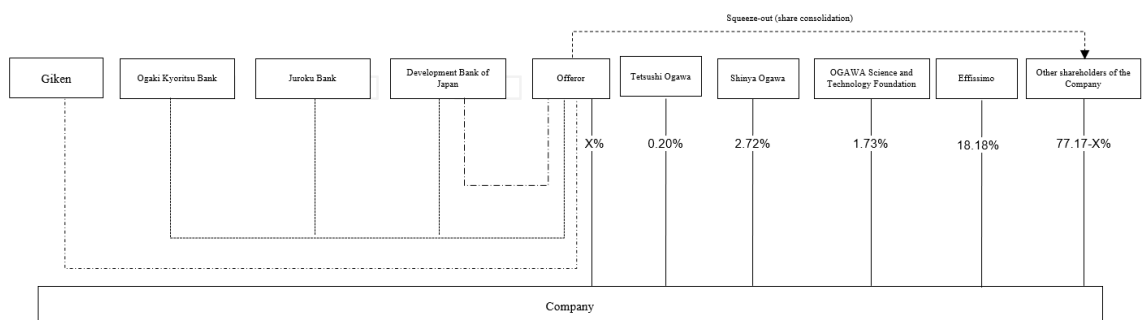 Squeeze-out (share consolidation)
Giken
Ogaki Kyoritsu Bank
Juroku Bank
Development Bank of
Japan
Offeror
Tetsushi Ogawa
Shinya Ogawa
OGAWA Science and
Technology Foundation
Effissimo
Other shareholders of the
Company
X%
0.20%
2.72%
1.73%
18.18%
77.17-X%
Company